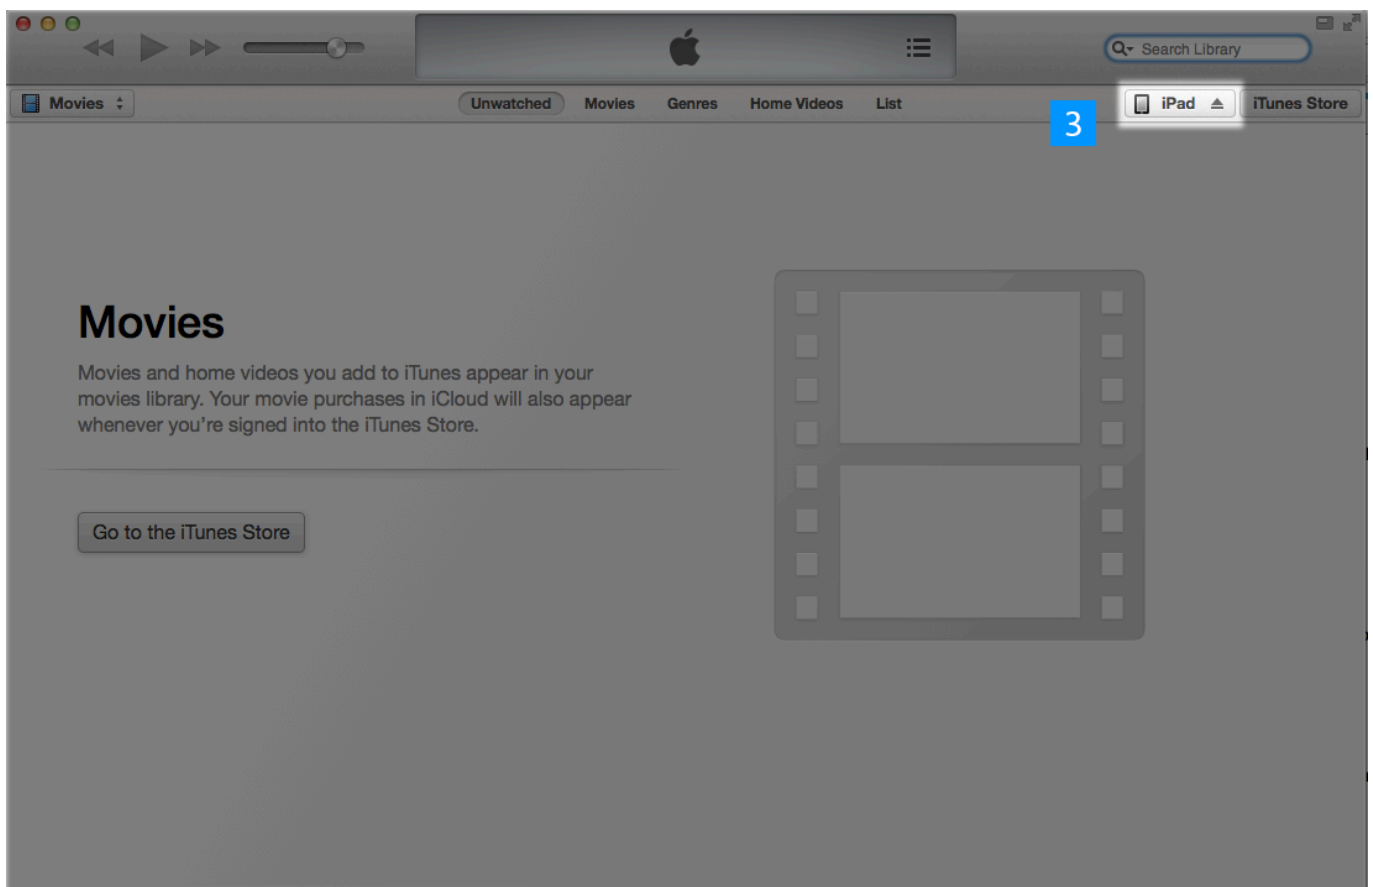 Search Library
Movies
Unwatched Movies Genres Home Videos List
3
iPad
iTunes Store
Movies
Movies and home videos you add to iTunes appear in your
movies library. Your movie purchases in iCloud will also appear
whenever you're signed into the iTunes Store.
Go to the iTunes Store